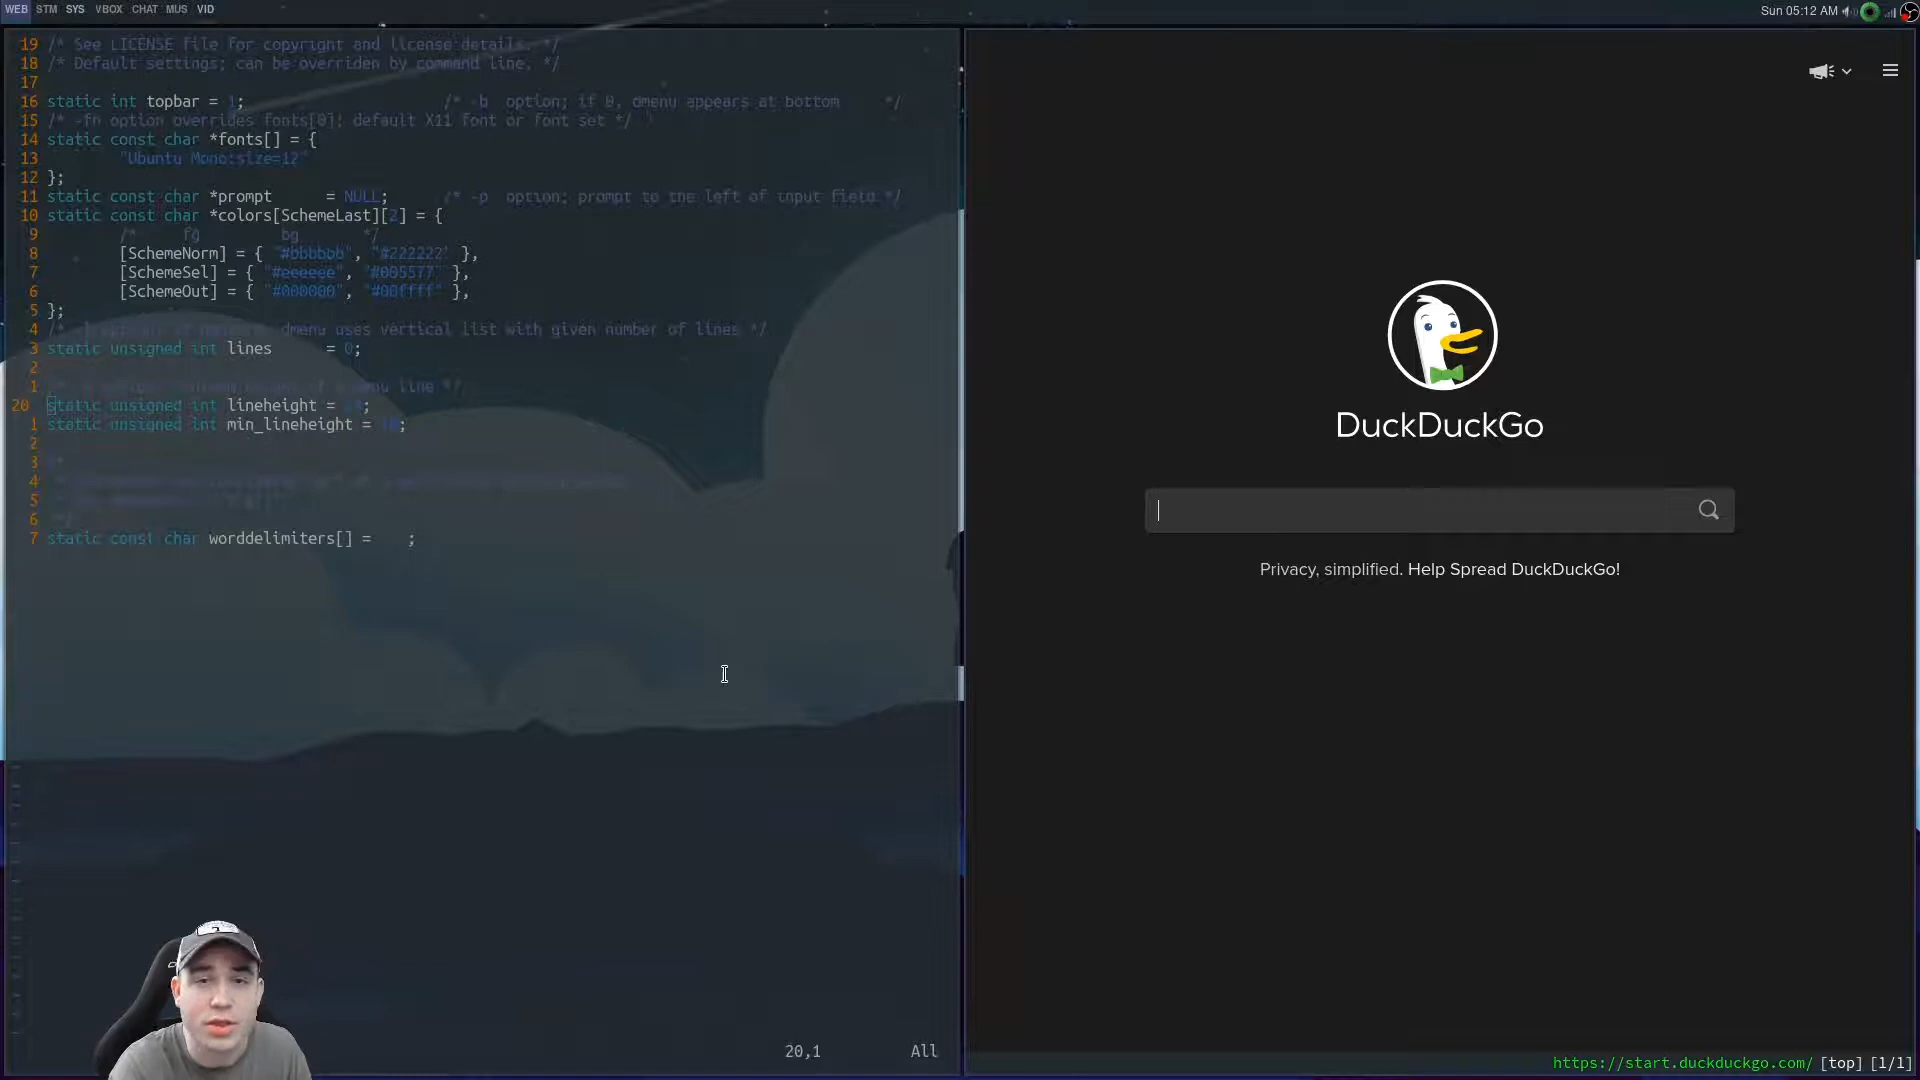 WEB STM SYS VBOX CHAT MUS VID
Sun 05:12 AM
19 /* See LICENSE file for copyright and license details. */
18 /* Default settings; can be overriden by command line. */
17
16 static int topbar = 1; /* -b option; if 0, dmenu appears at bottom */
15 /* -fn option overrides fonts[0]; default X11 font or font set */
14 static const char *fonts[] = {
13 "Ubuntu Mono:size=12"
12 };
11 static const char *prompt = NULL; /* -p option; prompt to the left of input field */
10 static const char *colors[SchemeLast][2] = {
9 /* fg bg */
8 [SchemeNorm] = { "#bbbbbb", "#222222" },
7 [SchemeSel] = { "#eeeeee", "#005577" },
6 [SchemeOut] = { "#000000", "#00ffff" },
5 };
4 dmenu uses vertical list with given number of lines */
3 static unsigned int lines = 0;
2
1 menu line */
20 static unsigned int lineheight = ;
1 static unsigned int min_lineheight = ;
2
3
4
5
6
7 static const char worddelimiters[] = ;
20,1 All
DuckDuckGo
Privacy, simplified. Help Spread DuckDuckGo!
https://start.duckduckgo.com/ [top] [1/1]